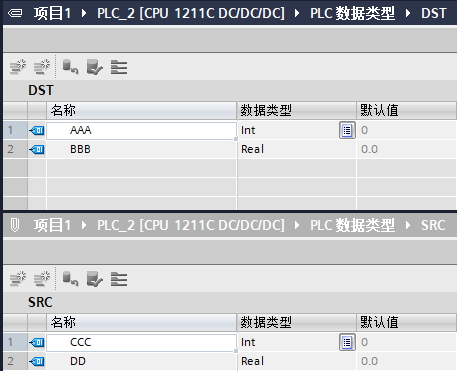 项目1 PLC_2 [CPU 1211C DC/DC/DC] PLC 数据类型 DST
DST
名称 数据类型 默认值
1 AAA Int 0
2 BBB Real 0.0
项目1 PLC_2 [CPU 1211C DC/DC/DC] PLC 数据类型 SRC
SRC
名称 数据类型 默认值
1 CCC Int 0
2 DD Real 0.0